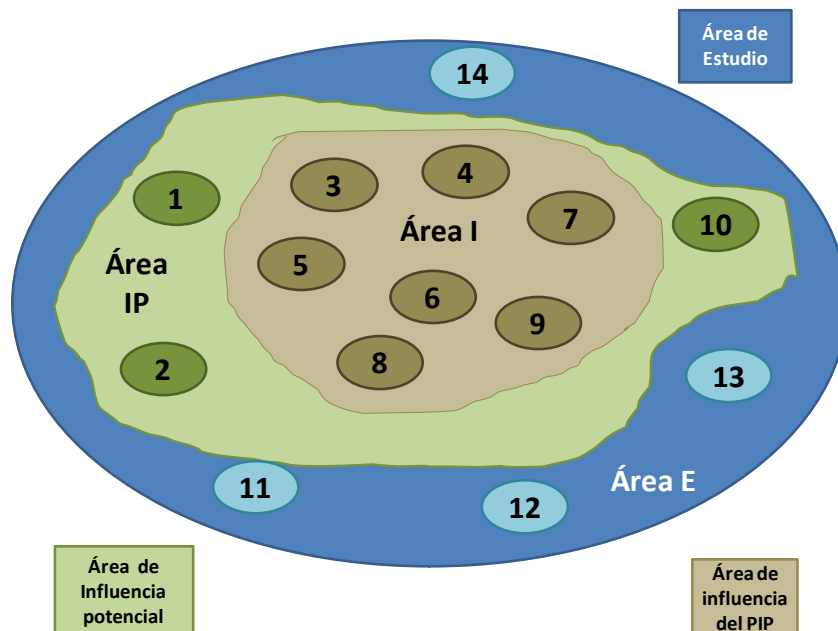 Área de
Estudio
14
4
3
1
7
10
Área I
Área
IP
5
6
9
8
2
13
11
12
Área E
Área de
Influencia
potencial
Área de
influencia
del PIP